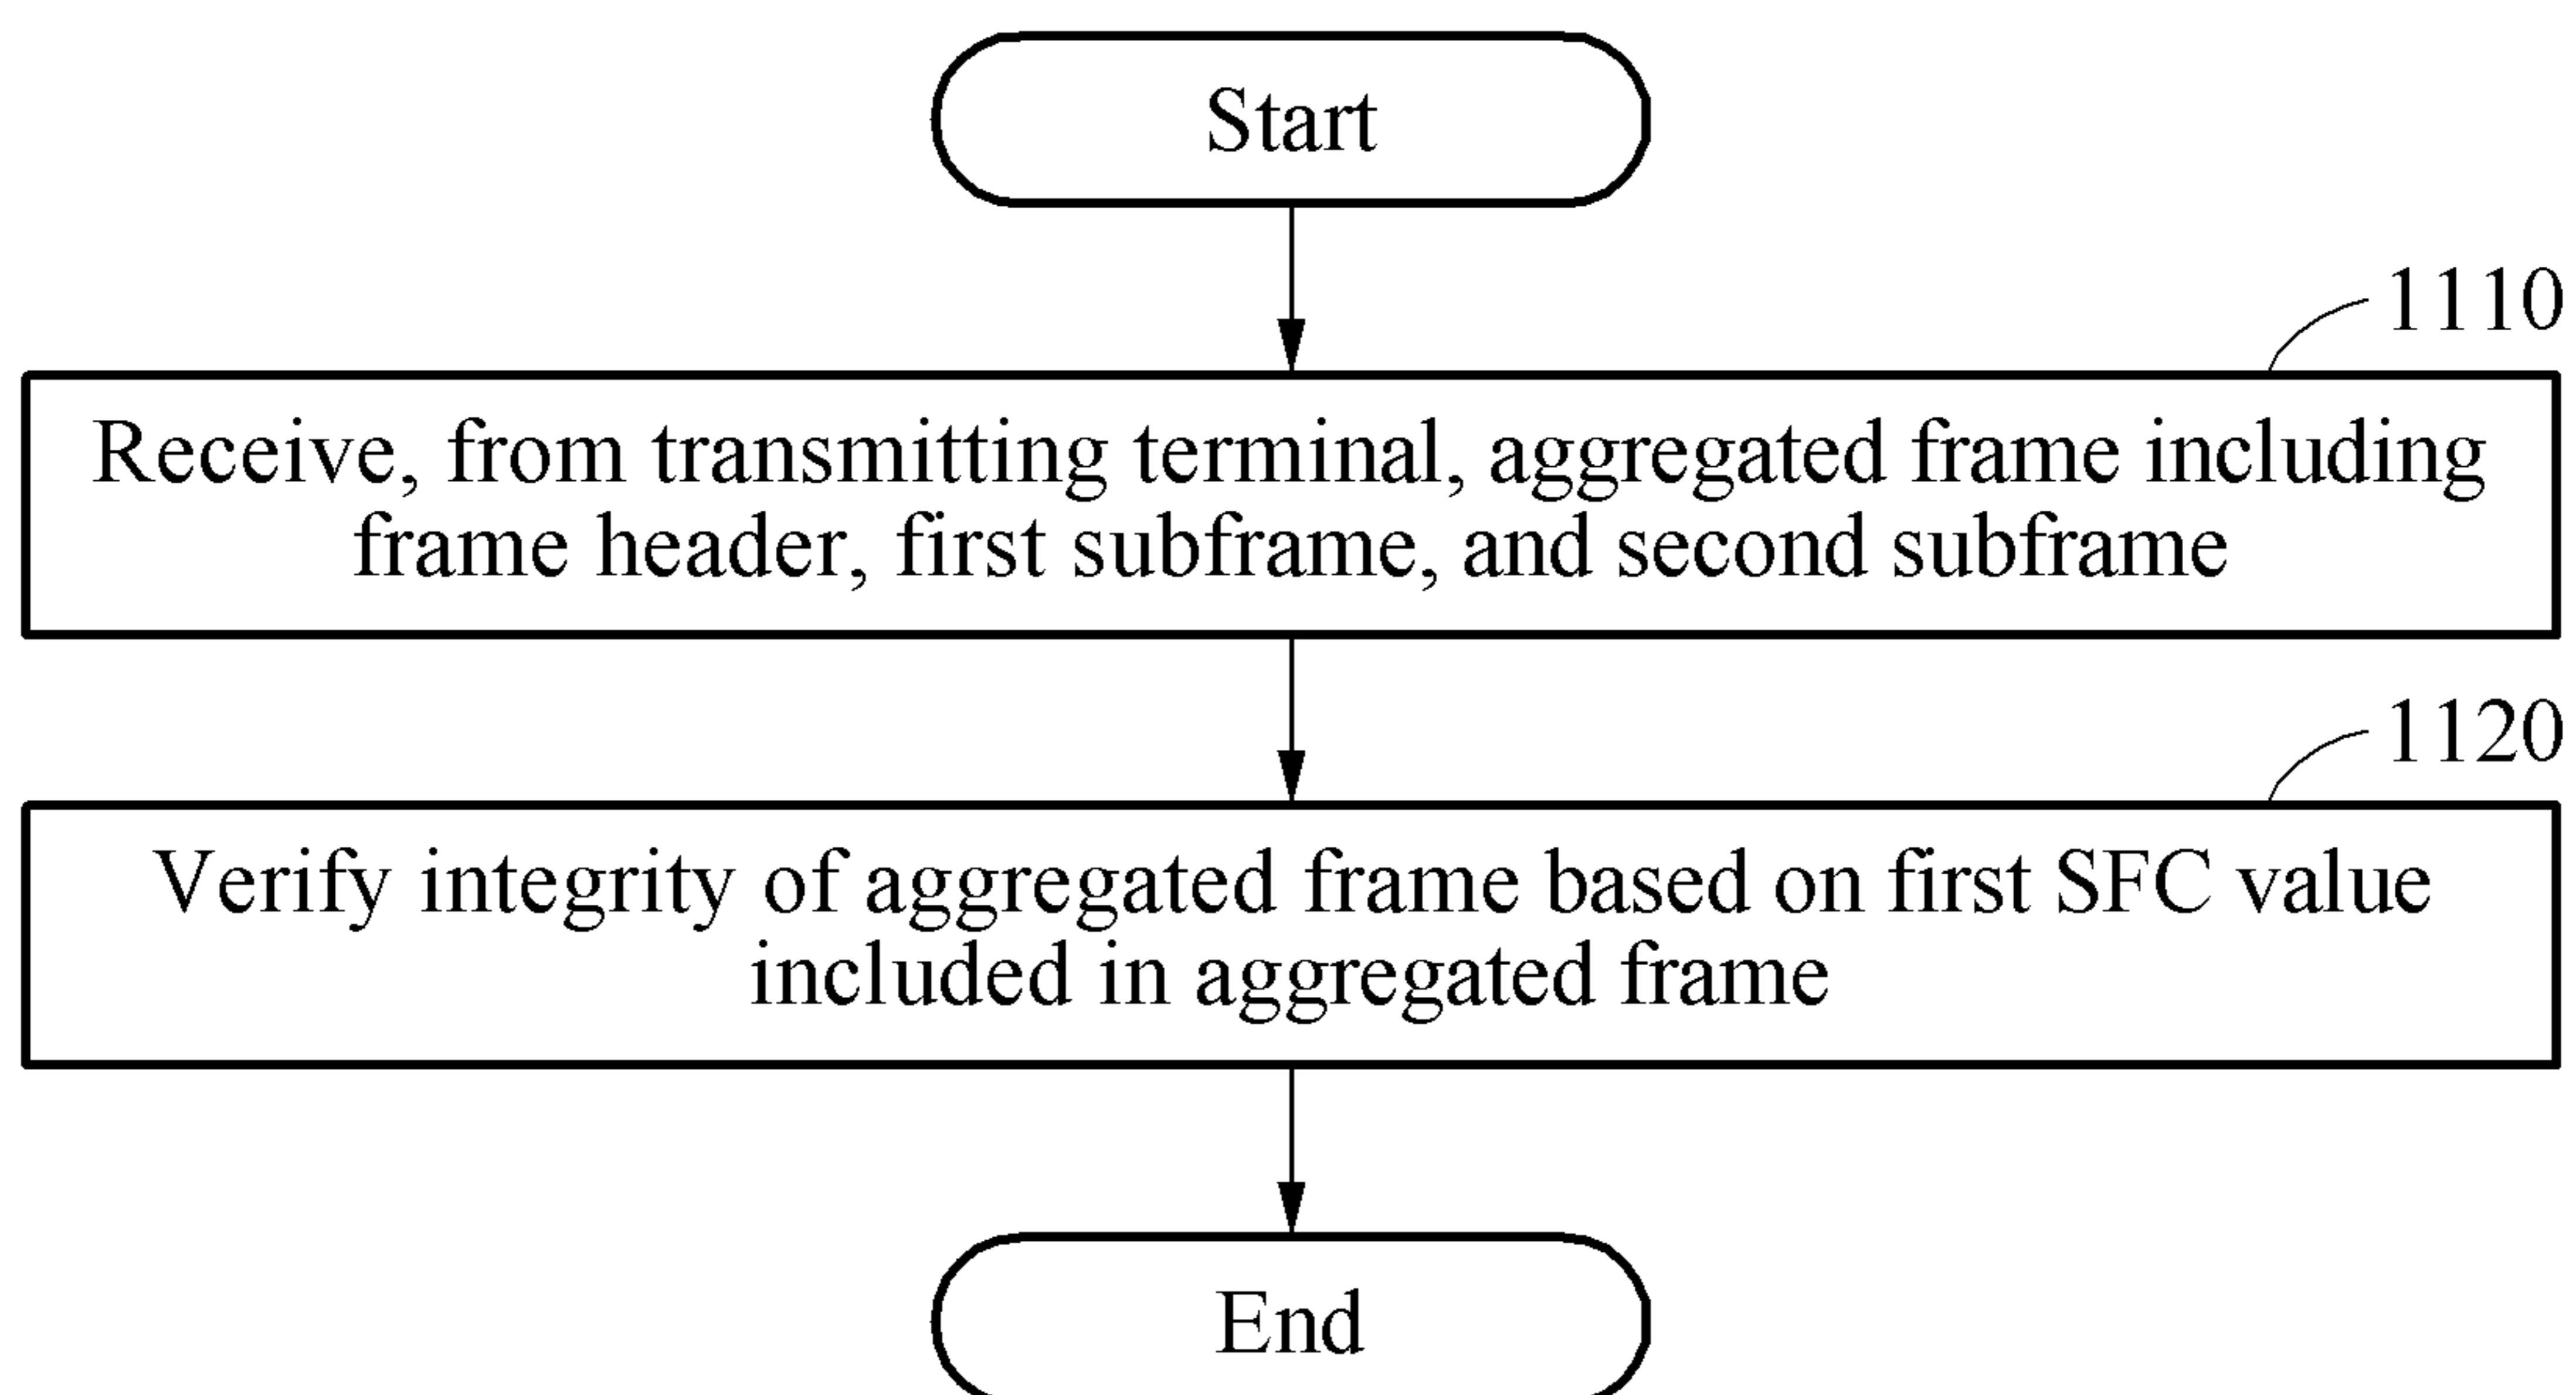 Start
1110
Receive, from transmitting terminal, aggregated frame including
frame header, first subframe, and second subframe
1120
Verify integrity of aggregated frame based on first SFC value
included in aggregated frame
End